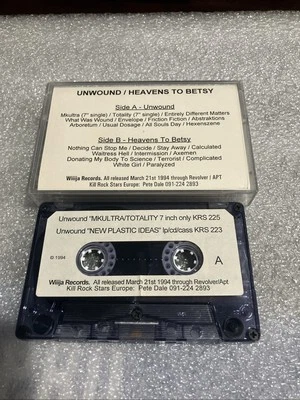 UNWOUND / HEAVENS TO BETSY
Side A - Unwound
Mkultra (7" single) / Totality (7" single) / Entirely Different Matters
What Was Wound / Envelope / Friction Fiction / Abstraktions
Arboretum / Usual Dosage / All Souls Day / Hexenszene
Side B - Heavens To Betsy
Nothing Can Stop Me / Decide / Stay Away / Calculated
Waitress Hell / Intermission / Axemen
Donating My Body To Science / Terrorist / Complicated
White Girl / Paralyzed
Wiiija Records. All released March 21st 1994 through Revolver / APT
Kill Rock Stars Europe: Pete Dale 091-224 2893
Unwound "MKULTRA/TOTALITY 7 inch only KRS 225
Unwound "NEW PLASTIC IDEAS" lp/cd/cass KRS 223
© 1994
A
Wiiija Records. All released March 21st 1994 through Revolver/Apt
Kill Rock Stars Europe: Pete Dale 091-224 2893